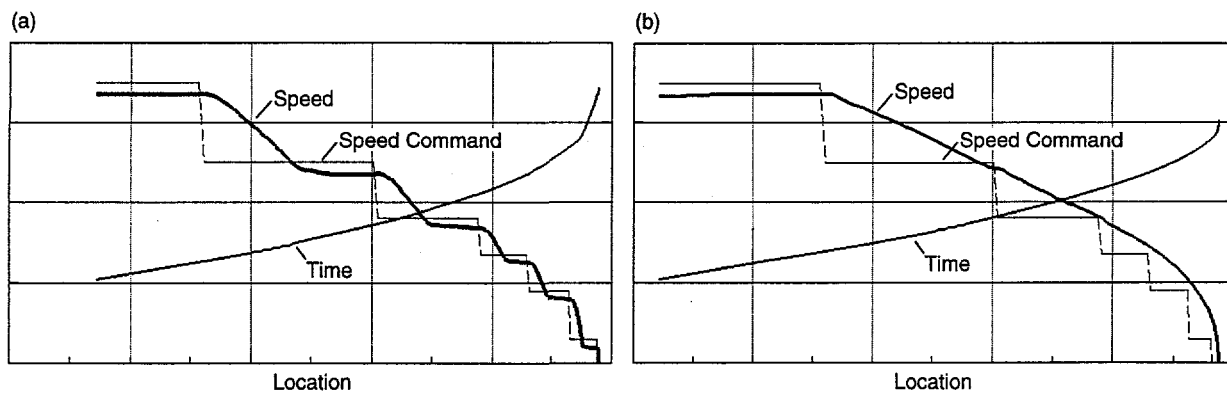 (a)
Speed
Speed Command
Time
Location
(b)
Speed
Speed Command
Time
Location